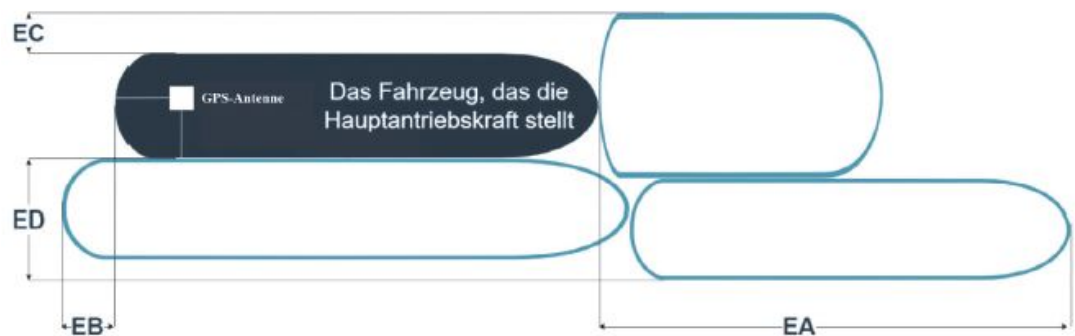 EC
GPS-Antenne
Das Fahrzeug, das die
Hauptantriebskraft stellt
ED
EB
EA